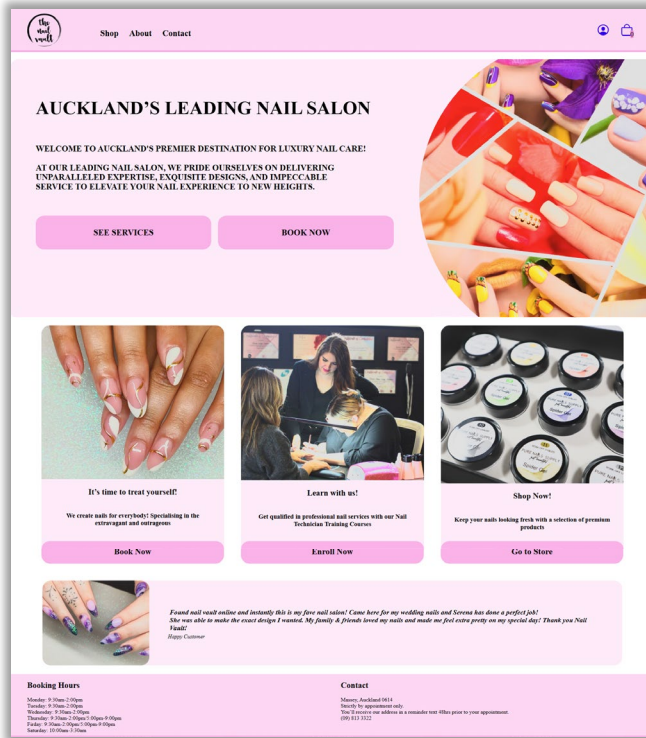 the
nail
vault
Shop About Contact
AUCKLAND'S LEADING NAIL SALON
WELCOME TO AUCKLAND'S PREMIER DESTINATION FOR LUXURY NAIL CARE!
AT OUR LEADING NAIL SALON, WE PRIDE OURSELVES ON DELIVERING
UNPARALLELED EXPERTISE, EXQUISITE DESIGNS, AND IMPECCABLE
SERVICE TO ELEVATE YOUR NAIL EXPERIENCE TO NEW HEIGHTS.
SEE SERVICES
BOOK NOW
It's time to treat yourself!
We create nails for everybody! Specialising in the
extravagant and outrageous
Book Now
Learn with us!
Get qualified in professional nail services with our Nail
Technician Training Courses
Enroll Now
Shop Now!
Keep your nails looking fresh with a selection of premium
products
Go to Store
Found nail vault online and instantly this is my fave nail salon! Came here for my wedding nails and Serena has done a perfect job!
She was able to make the exact design I wanted. My family & friends loved my nails and made me feel extra pretty on my special day! Thank you Nail
Vault!
Happy Customer
Booking Hours
Monday: 9:30am-2:00pm
Tuesday: 9:30am-2:00pm
Wednesday: 9:30am-2:00pm
Thursday: 9:30am-2:00pm/5:00pm-9:00pm
Friday: 9:30am-2:00pm/5:00pm-9:00pm
Saturday: 10:00am-3:30am
Contact
Massey, Auckland 0614
Strictly by appointment only.
You'll receive our address in a reminder text 48hrs prior to your appointment
(09) 813 3322